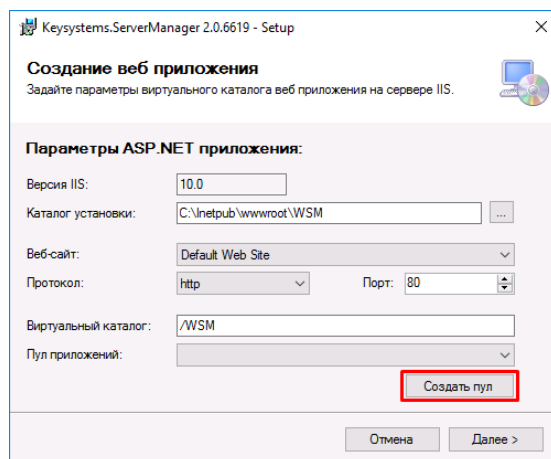 Keysystems.ServerManager 2.0.6619 - Setup
Создание веб приложения
Задайте параметры виртуального каталога веб приложения на сервере IIS.
Параметры ASP.NET приложения:
Версия IIS: 10.0
Каталог установки: C:\Inetpub\wwwroot\WSM ...
Веб-сайт: Default Web Site
Протокол: http Порт: 80
Виртуальный каталог: /WSM
Пул приложений:
Создать пул
Отмена Далее >